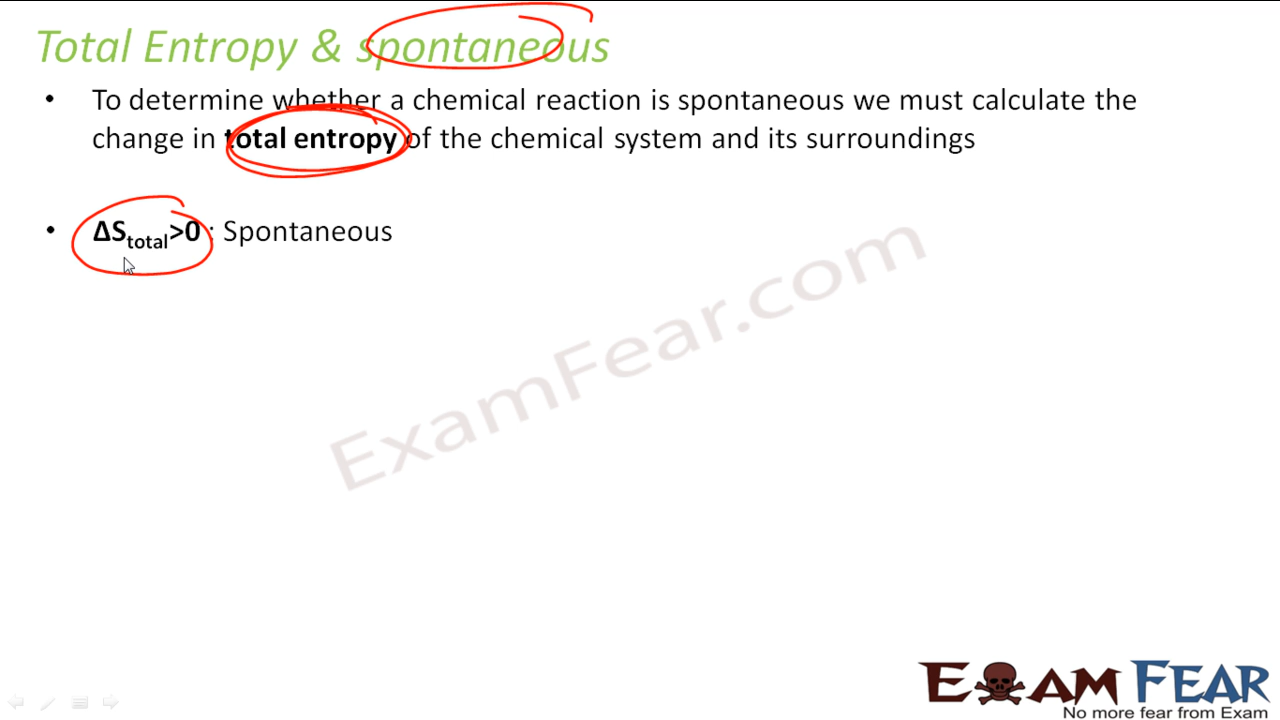 Total Entropy & spontaneous
• To determine whether a chemical reaction is spontaneous we must calculate the
change in total entropy of the chemical system and its surroundings
• ΔStotal>0 : Spontaneous
ExamFear.com
EXAM FEAR
No more fear from Exam